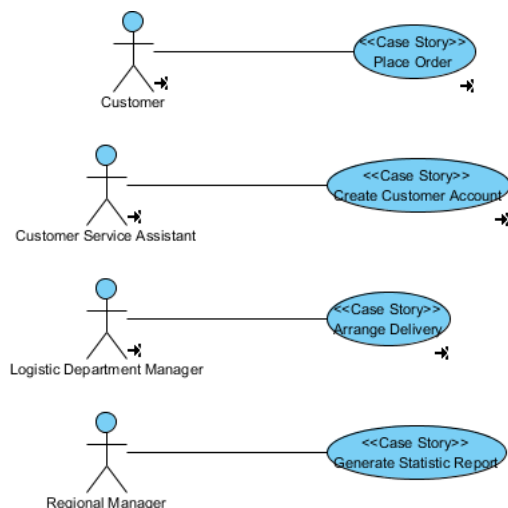 <<Case Story>>
Place Order
Customer
<<Case Story>>
Create Customer Account
Customer Service Assistant
<<Case Story>>
Arrange Delivery
Logistic Department Manager
<<Case Story>>
Generate Statistic Report
Regional Manager